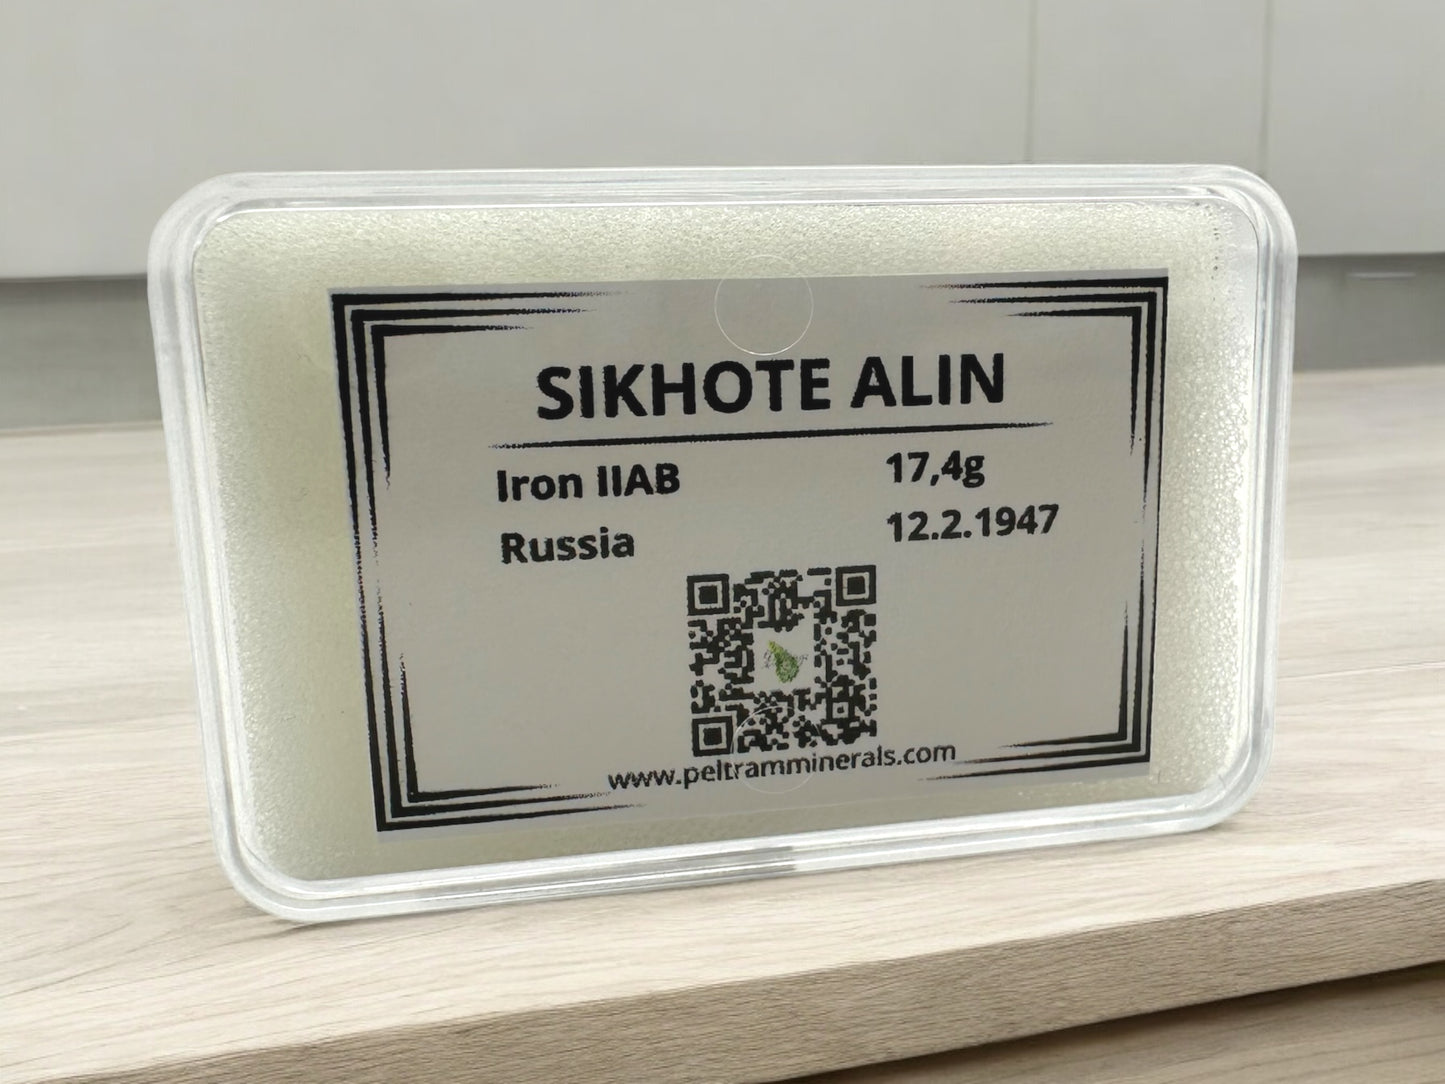 SIKHOTE ALIN
Iron IIAB 17,4g
Russia 12.2.1947
www.peltramminerals.com